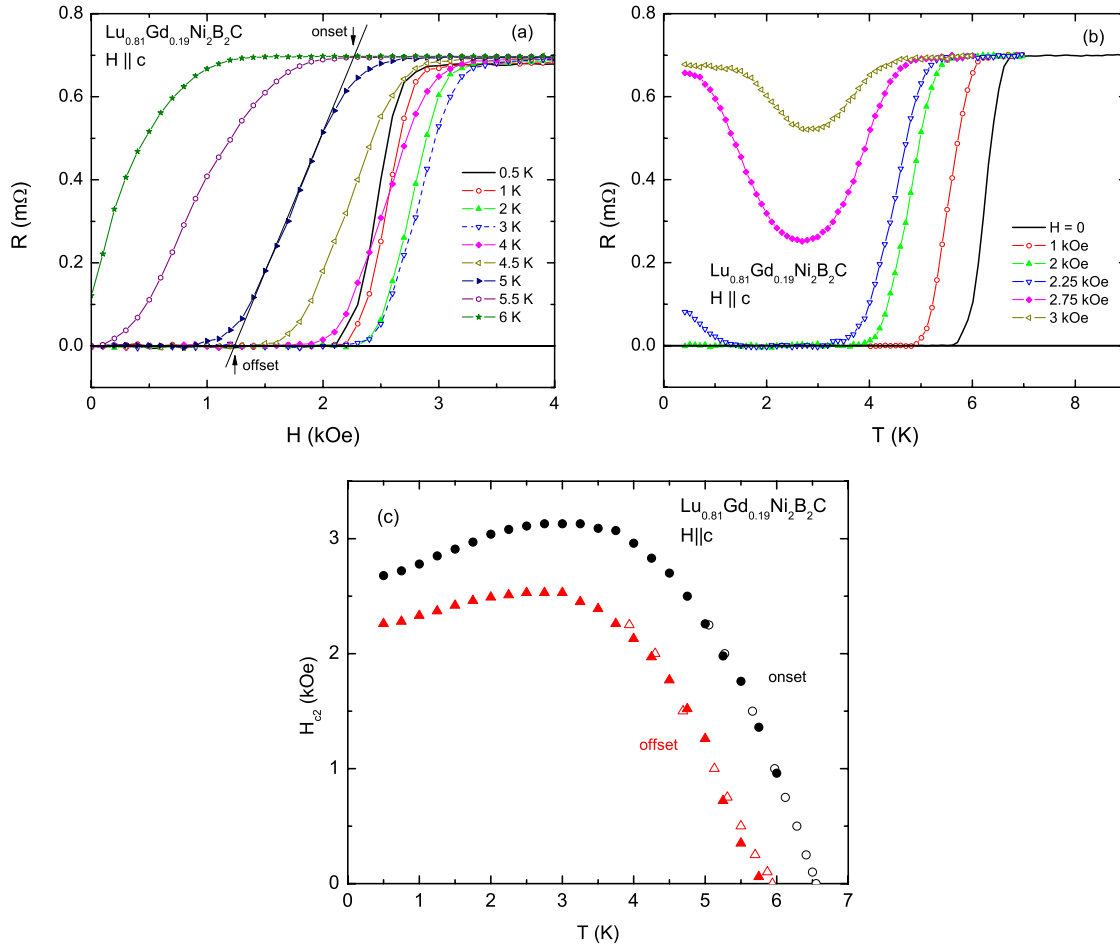 (a)
Lu0.81Gd0.19Ni2B2C
H || c
onset
offset
0.5 K
1 K
2 K
3 K
4 K
4.5 K
5 K
5.5 K
6 K
0.8
0.6
0.4
0.2
0.0
R (mΩ)
0 1 2 3 4
H (kOe)
(b)
Lu0.81Gd0.19Ni2B2C
H || c
H = 0
1 kOe
2 kOe
2.25 kOe
2.75 kOe
3 kOe
0.8
0.6
0.4
0.2
0.0
R (mΩ)
0 2 4 6 8
T (K)
(c)
Lu0.81Gd0.19Ni2B2C
H||c
onset
offset
3
2
1
0
Hc2 (kOe)
0 1 2 3 4 5 6 7
T (K)